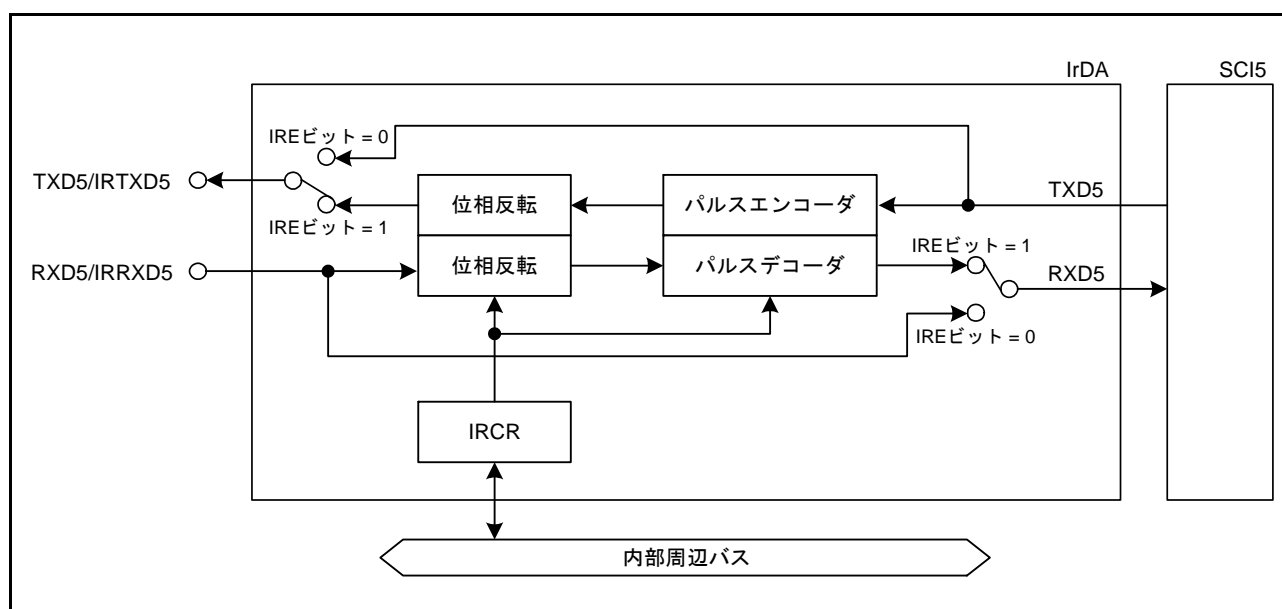 IrDA
SCI5
IREビット = 0
TXD5/IRTXD5
位相反転
パルスエンコーダ
TXD5
IREビット = 1
RXD5/IRRXD5
位相反転
パルスデコーダ
IREビット = 1
RXD5
IREビット = 0
IRCR
内部周辺バス